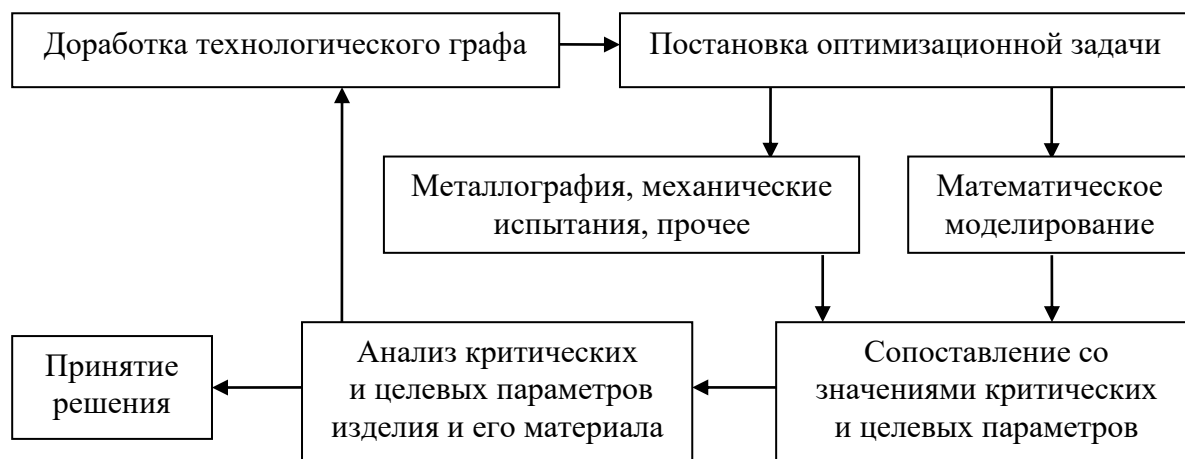 Доработка технологического графа
Постановка оптимизационной задачи
Металлография, механические
испытания, прочее
Математическое
моделирование
Принятие
решения
Анализ критических
и целевых параметров
изделия и его материала
Сопоставление со
значениями критических
и целевых параметров